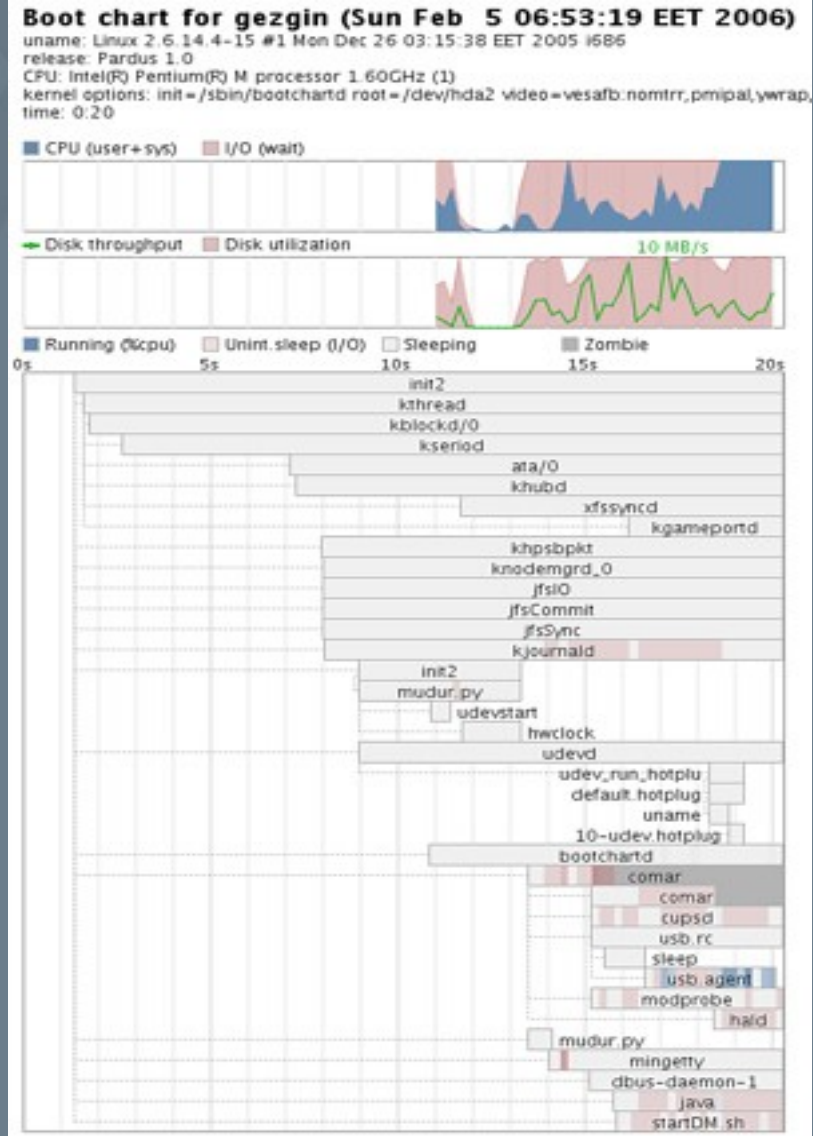 Boot chart for gezgin (Sun Feb 5 06:53:19 EET 2006)
uname: Linux 2.6.14.4-15 #1 Mon Dec 26 03:15:38 EET 2005 i686
release: Pardus 1.0
CPU: Intel(R) Pentium(R) M processor 1.60GHz (1)
kernel options: init=/sbin/bootchartd root=/dev/hda2 video=vesafb:nomtrr,pmipal,ywrap,
time: 0:20
CPU (user+sys) I/O (wait)
Disk throughput Disk utilization 10 MB/s
Running (%cpu) Unint.sleep (I/O) Sleeping Zombie
0s 5s 10s 15s 20s
init2
kthread
kblockd/0
kseriod
ata/0
khubd
xfssyncd
kgameportd
khpsbpkt
knodemgrd_0
jfsIO
jfsCommit
jfsSync
kjournald
init2
mudur.py
udevstart
hwclock
udevd
udev_run_hotplu
default.hotplug
uname
10-udev.hotplug
bootchartd
comar
comar
cupsd
usb.rc
sleep
usb.agent
modprobe
hald
mudur.py
mingetty
dbus-daemon-1
java
startDM.sh